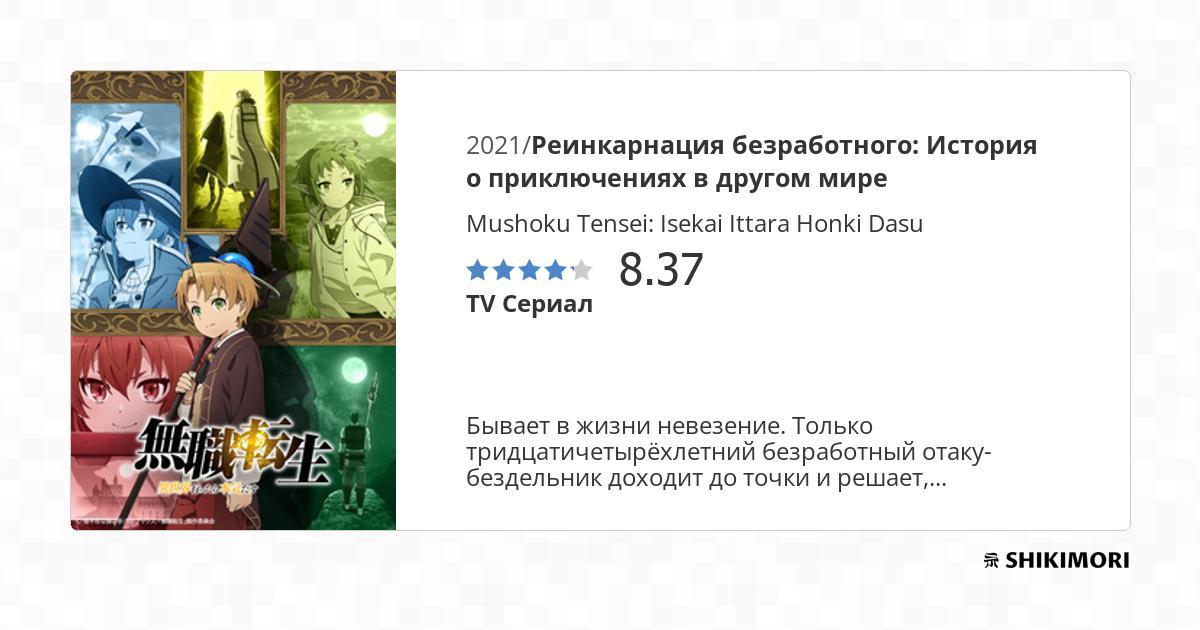 2021/Реинкарнация безработного: История
о приключениях в другом мире
Mushoku Tensei: Isekai Ittara Honki Dasu
8.37
TV Сериал
Бывает в жизни невезение. Только
тридцатичетырёхлетний безработный отаку-
бездельник доходит до точки и решает,...
無職転生
異世界行ったら本気だす
SHIKIMORI